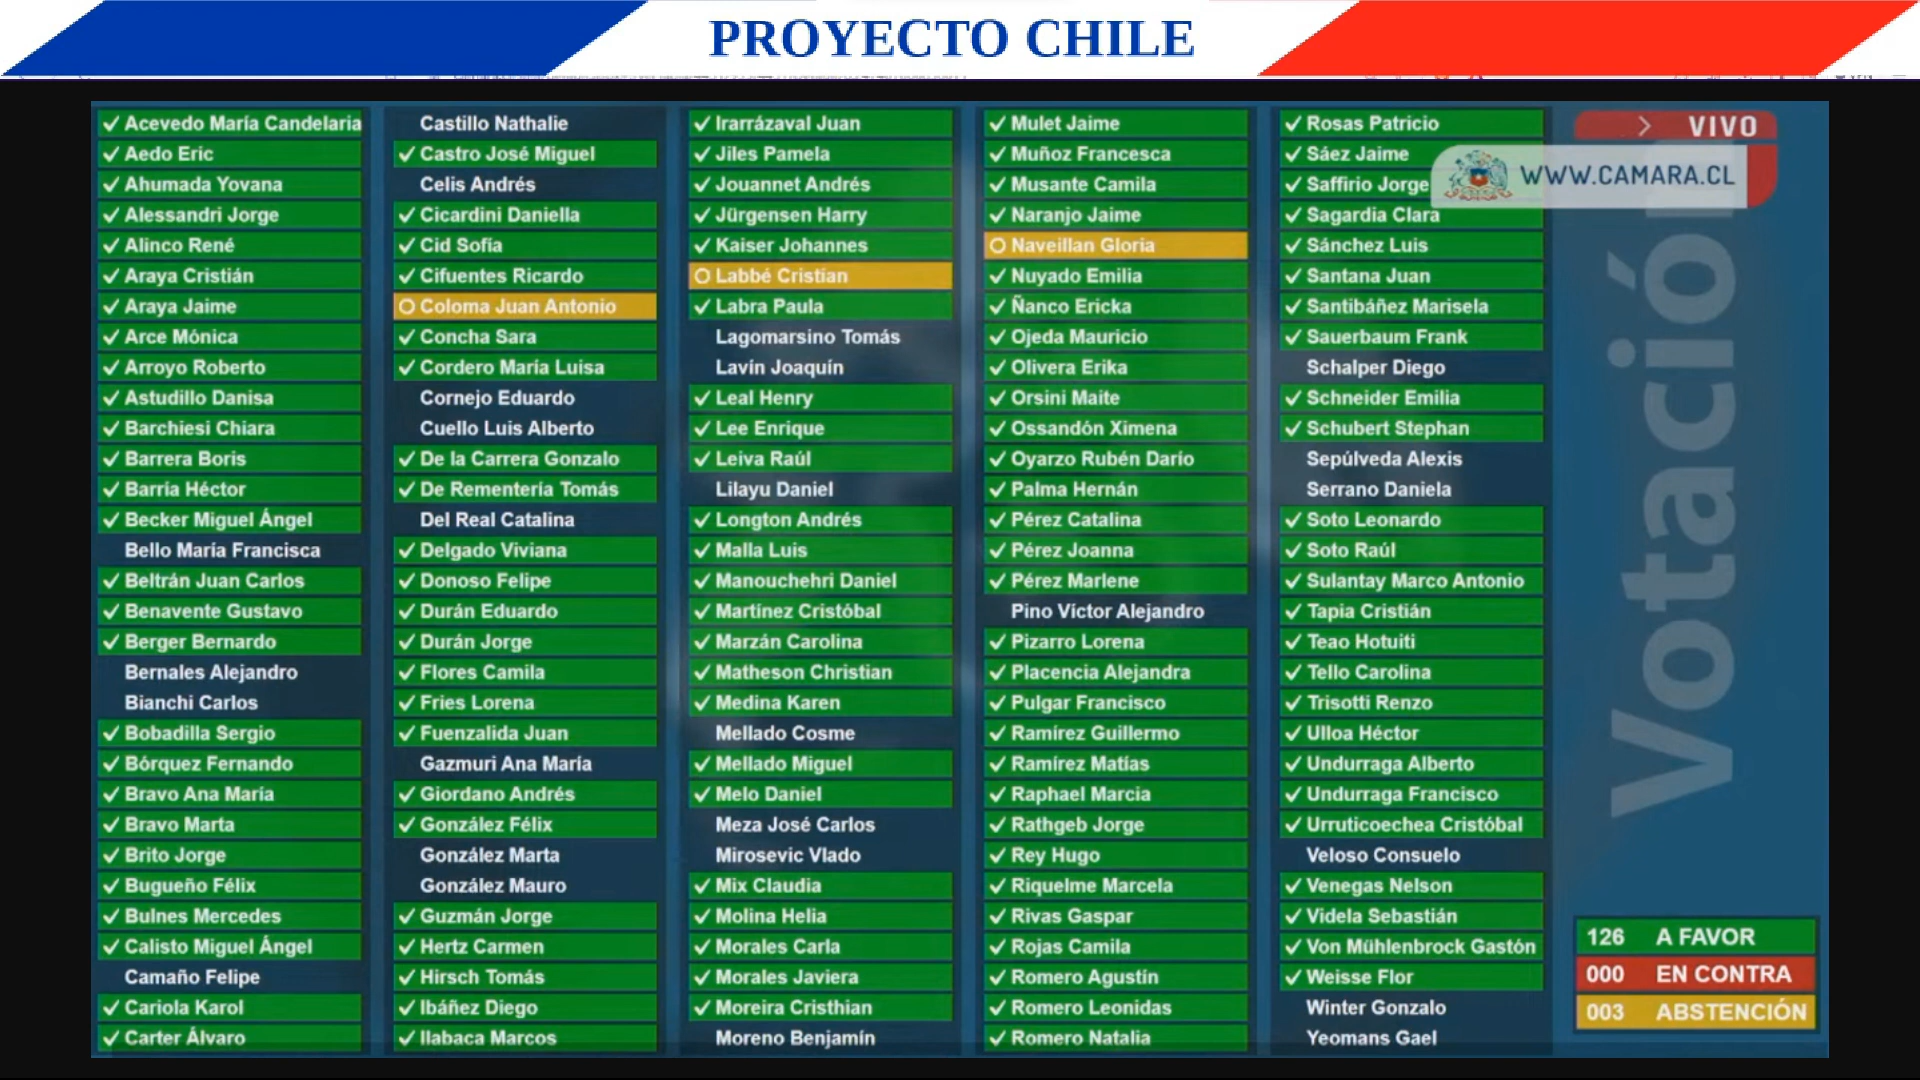 PROYECTO CHILE
✓ Acevedo María Candelaria
✓ Aedo Eric
✓ Ahumada Yovana
✓ Alessandri Jorge
✓ Alinco René
✓ Araya Cristián
✓ Araya Jaime
✓ Arce Mónica
✓ Arroyo Roberto
✓ Astudillo Danisa
✓ Barchiesi Chiara
✓ Barrera Boris
✓ Barría Héctor
✓ Becker Miguel Ángel
Bello María Francisca
✓ Beltrán Juan Carlos
✓ Benavente Gustavo
✓ Berger Bernardo
Bernales Alejandro
Bianchi Carlos
✓ Bobadilla Sergio
✓ Bórquez Fernando
✓ Bravo Ana María
✓ Bravo Marta
✓ Brito Jorge
✓ Bugueño Félix
✓ Bulnes Mercedes
✓ Calisto Miguel Ángel
Camaño Felipe
✓ Cariola Karol
✓ Carter Álvaro
Castillo Nathalie
✓ Castro José Miguel
Celis Andrés
✓ Cicardini Daniella
✓ Cid Sofía
✓ Cifuentes Ricardo
O Coloma Juan Antonio
✓ Concha Sara
✓ Cordero María Luisa
Cornejo Eduardo
Cuello Luis Alberto
✓ De la Carrera Gonzalo
✓ De Rementería Tomás
Del Real Catalina
✓ Delgado Viviana
✓ Donoso Felipe
✓ Durán Eduardo
✓ Durán Jorge
✓ Flores Camila
✓ Fries Lorena
✓ Fuenzalida Juan
Gazmuri Ana María
✓ Giordano Andrés
✓ González Félix
González Marta
González Mauro
✓ Guzmán Jorge
✓ Hertz Carmen
✓ Hirsch Tomás
✓ Ibáñez Diego
✓ Ilabaca Marcos
✓ Irarrázaval Juan
✓ Jiles Pamela
✓ Jouannet Andrés
✓ Jürgensen Harry
✓ Kaiser Johannes
O Labbé Cristian
✓ Labra Paula
Lagomarsino Tomás
Lavín Joaquín
✓ Leal Henry
✓ Lee Enrique
✓ Leiva Raúl
Lilayu Daniel
✓ Longton Andrés
✓ Malla Luis
✓ Manouchehri Daniel
✓ Martínez Cristóbal
✓ Marzán Carolina
✓ Matheson Christian
✓ Medina Karen
Mellado Cosme
✓ Mellado Miguel
✓ Melo Daniel
Meza José Carlos
Mirosevic Vlado
✓ Mix Claudia
✓ Molina Helia
✓ Morales Carla
✓ Morales Javiera
✓ Moreira Cristhian
Moreno Benjamín
✓ Mulet Jaime
✓ Muñoz Francesca
✓ Musante Camila
✓ Naranjo Jaime
O Naveillan Gloria
✓ Nuyado Emilia
✓ Ñanco Ericka
✓ Ojeda Mauricio
✓ Olivera Erika
✓ Orsini Maite
✓ Ossandón Ximena
✓ Oyarzo Rubén Darío
✓ Palma Hernán
✓ Pérez Catalina
✓ Pérez Joanna
✓ Pérez Marlene
Pino Víctor Alejandro
✓ Pizarro Lorena
✓ Placencia Alejandra
✓ Pulgar Francisco
✓ Ramírez Guillermo
✓ Ramírez Matías
✓ Raphael Marcia
✓ Rathgeb Jorge
✓ Rey Hugo
✓ Riquelme Marcela
✓ Rivas Gaspar
✓ Rojas Camila
✓ Romero Agustín
✓ Romero Leonidas
✓ Romero Natalia
✓ Rosas Patricio
✓ Sáez Jaime
✓ Saffirio Jorge
✓ Sagardia Clara
✓ Sánchez Luis
✓ Santana Juan
✓ Santibáñez Marisela
✓ Sauerbaum Frank
Schalper Diego
✓ Schneider Emilia
✓ Schubert Stephan
Sepúlveda Alexis
Serrano Daniela
✓ Soto Leonardo
✓ Soto Raúl
✓ Sulantay Marco Antonio
✓ Tapia Cristián
✓ Teao Hotuiti
✓ Tello Carolina
✓ Trisotti Renzo
✓ Ulloa Héctor
✓ Undurraga Alberto
✓ Undurraga Francisco
✓ Urruticoechea Cristóbal
Veloso Consuelo
✓ Venegas Nelson
✓ Videla Sebastián
✓ Von Mühlenbrock Gastón
✓ Weisse Flor
Winter Gonzalo
Yeomans Gael
> VIVO
WWW.CAMARA.CL
Votación
126 A FAVOR
000 EN CONTRA
003 ABSTENCIÓN